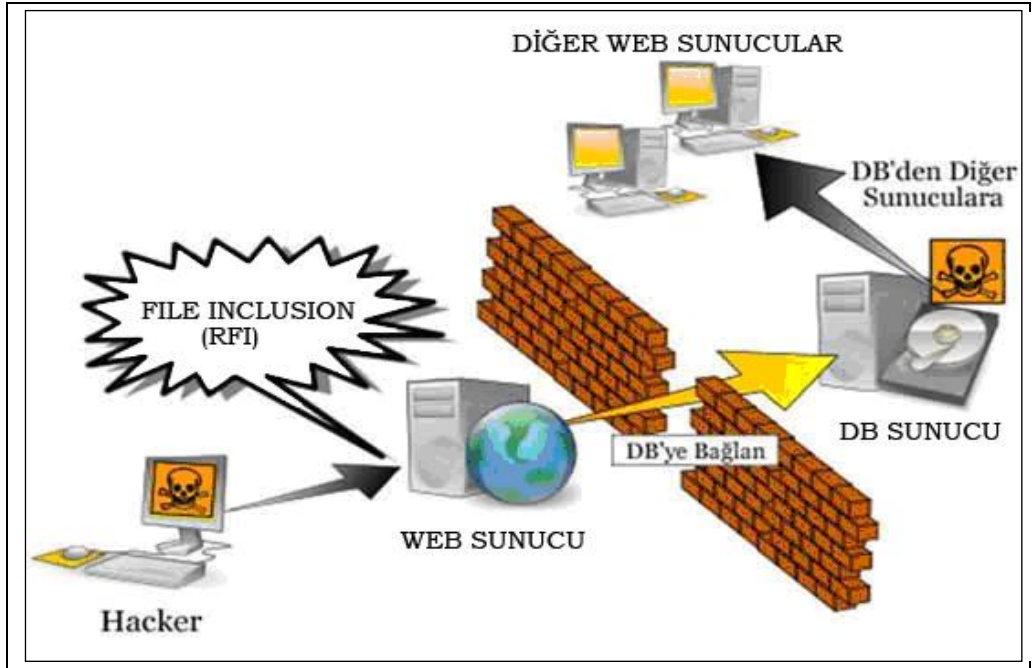 DİĞER WEB SUNUCULAR
DB'den Diğer
Sunuculara
FILE INCLUSION
(RFI)
DB SUNUCU
DB'ye Bağlan
WEB SUNUCU
Hacker